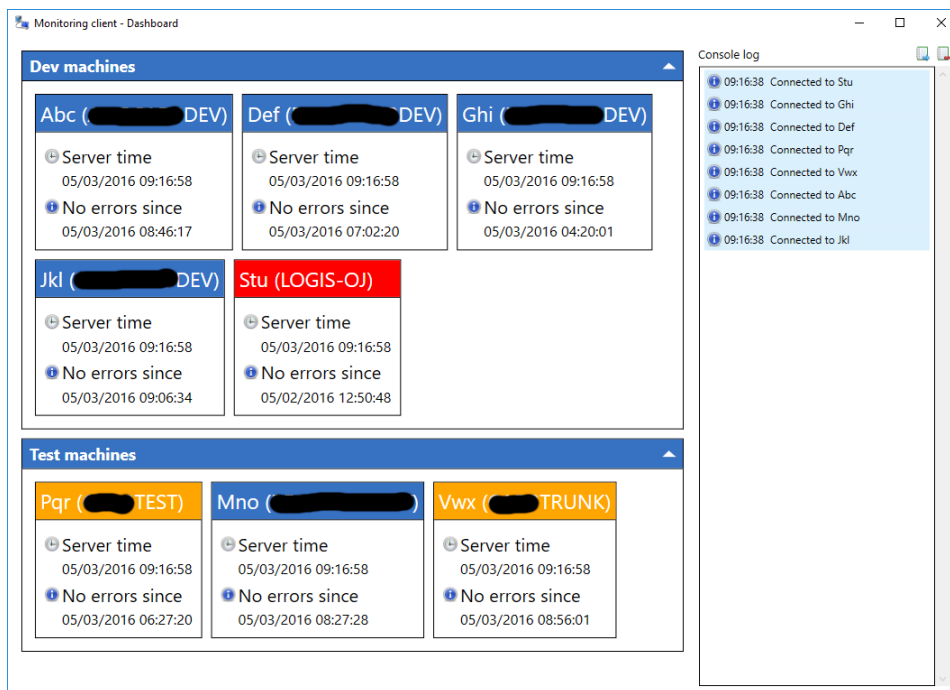 Monitoring client - Dashboard
Dev machines
Abc ( DEV)
Server time
05/03/2016 09:16:58
No errors since
05/03/2016 08:46:17
Def ( DEV)
Server time
05/03/2016 09:16:58
No errors since
05/03/2016 07:02:20
Ghi ( DEV)
Server time
05/03/2016 09:16:58
No errors since
05/03/2016 04:20:01
Jkl ( DEV)
Server time
05/03/2016 09:16:58
No errors since
05/03/2016 09:06:34
Stu (LOGIS-OJ)
Server time
05/03/2016 09:16:58
No errors since
05/02/2016 12:50:48
Test machines
Pqr ( TEST)
Server time
05/03/2016 09:16:58
No errors since
05/03/2016 06:27:20
Mno ( )
Server time
05/03/2016 09:16:58
No errors since
05/03/2016 08:27:28
Vwx ( TRUNK)
Server time
05/03/2016 09:16:58
No errors since
05/03/2016 08:56:01
Console log
09:16:38 Connected to Stu
09:16:38 Connected to Ghi
09:16:38 Connected to Def
09:16:38 Connected to Pqr
09:16:38 Connected to Vwx
09:16:38 Connected to Abc
09:16:38 Connected to Mno
09:16:38 Connected to Jkl